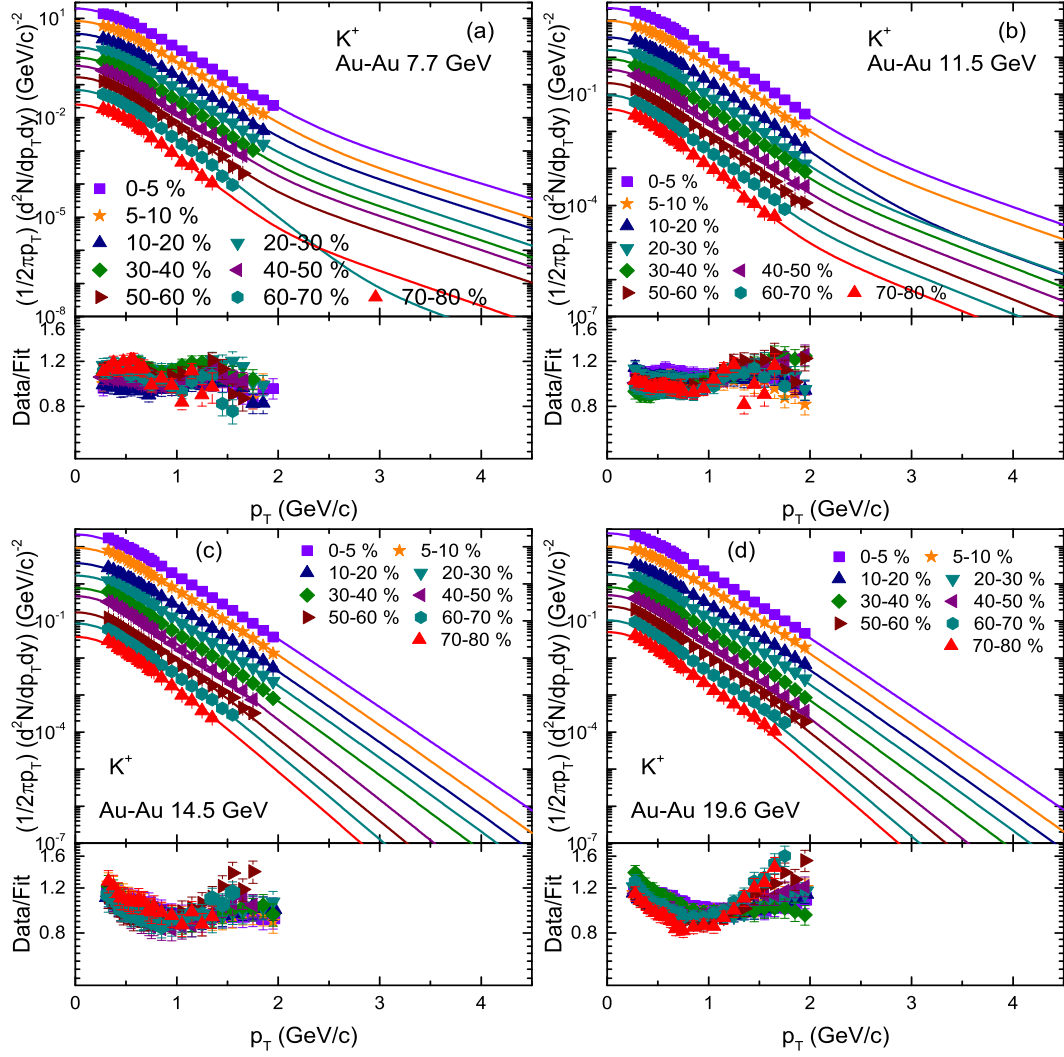 (1/2πp_T) (d²N/dp_Tdy) (GeV/c)⁻²
10¹
10⁻²
10⁻⁵
10⁻⁸
K⁺
(a)
Au-Au 7.7 GeV
0-5 %
5-10 %
10-20 % 20-30 %
30-40 % 40-50 %
50-60 % 60-70 % 70-80 %
Data/Fit
1.6
1.2
0.8
0 1 2 3 4
p_T (GeV/c)
(1/2πp_T) (d²N/dp_Tdy) (GeV/c)⁻²
10⁻¹
10⁻⁴
10⁻⁷
K⁺
(b)
Au-Au 11.5 GeV
0-5 %
5-10 %
10-20 %
20-30 %
30-40 % 40-50 %
50-60 % 60-70 % 70-80 %
Data/Fit
1.6
1.2
0.8
0 1 2 3 4
p_T (GeV/c)
(1/2πp_T) (d²N/dp_Tdy) (GeV/c)⁻²
10⁻¹
10⁻⁴
10⁻⁷
(c)
0-5 % 5-10 %
10-20 % 20-30 %
30-40 % 40-50 %
50-60 % 60-70 %
70-80 %
K⁺
Au-Au 14.5 GeV
Data/Fit
1.6
1.2
0.8
0 1 2 3 4
p_T (GeV/c)
(1/2πp_T) (d²N/dp_Tdy) (GeV/c)⁻²
10⁻¹
10⁻⁴
10⁻⁷
(d)
0-5 % 5-10 %
10-20 % 20-30 %
30-40 % 40-50 %
50-60 % 60-70 %
70-80 %
K⁺
Au-Au 19.6 GeV
Data/Fit
1.6
1.2
0.8
0 1 2 3 4
p_T (GeV/c)